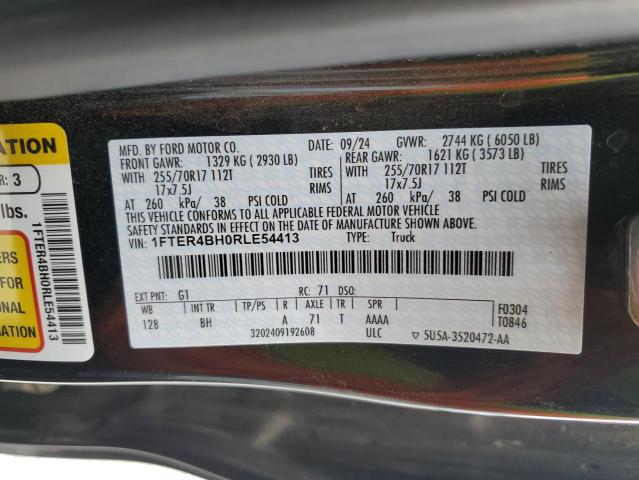 MFD. BY FORD MOTOR CO. DATE: 09/24 GVWR: 2744 KG ( 6050 LB)
FRONT GAWR: 1329 KG ( 2930 LB) REAR GAWR: 1621 KG ( 3573 LB)
WITH 255/70R17 112T TIRES WITH 255/70R17 112T TIRES
17x7.5J RIMS 17x7.5J RIMS
AT 260 kPa/ 38 PSI COLD AT 260 kPa/ 38 PSI COLD
THIS VEHICLE CONFORMS TO ALL APPLICABLE FEDERAL MOTOR VEHICLE
SAFETY STANDARDS IN EFFECT ON THE DATE OF MANUFACTURE SHOWN ABOVE.
VIN: 1FTER4BH0RLE54413 TYPE: Truck
EXT PNT: G1 RC: 71 DSO:
WB INT TR TP/PS R AXLE TR SPR F0304
128 BH A 71 T AAAA T0846
3202409192608 ULC ▽ 5U5A-3520472-AA
ATION
R: 3
lbs.
ERS
FOR
ONAL
ON
1FTER4BH0RLE54413